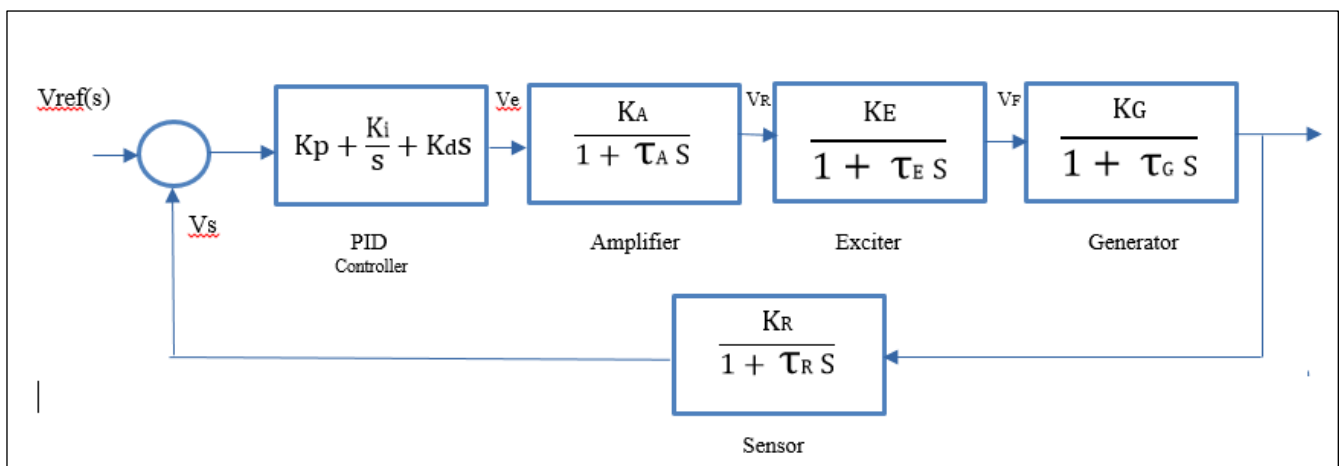 Vref(s)
Kp + Ki/s + KdS
Ve
KA
1 + τA S
VR
KE
1 + τE S
VF
KG
1 + τG S
Vs
PID
Controller
Amplifier
Exciter
Generator
KR
1 + τR S
Sensor